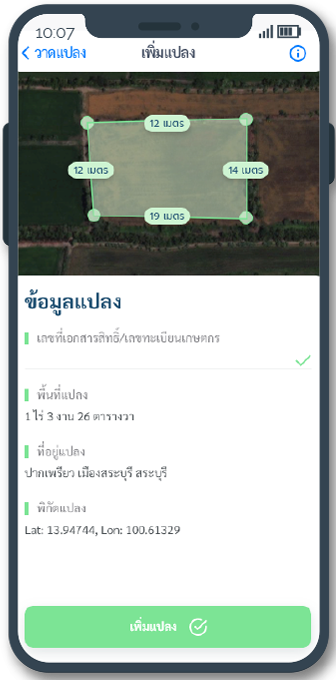 10:07
วาดแปลง
เพิ่มแปลง
12 เมตร
12 เมตร
14 เมตร
19 เมตร
ข้อมูลแปลง
เลขที่เอกสารสิทธิ์/เลขทะเบียนเกษตกร
พื้นที่แปลง
1 ไร่ 3 งาน 26 ตารางวา
ที่อยู่แปลง
ปากเพรียว เมืองสระบุรี สระบุรี
พิกัดแปลง
Lat: 13.94744, Lon: 100.61329
เพิ่มแปลง